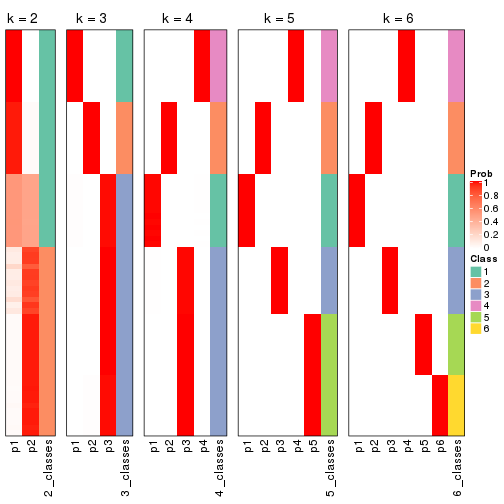 k = 2
k = 3
k = 4
k = 5
k = 6
Prob
1
0.8
0.6
0.4
0.2
0
Class
1
2
3
4
5
6
p1
p2
2_classes
p1
p2
p3
3_classes
p1
p2
p3
p4
4_classes
p1
p2
p3
p4
p5
5_classes
p1
p2
p3
p4
p5
p6
6_classes